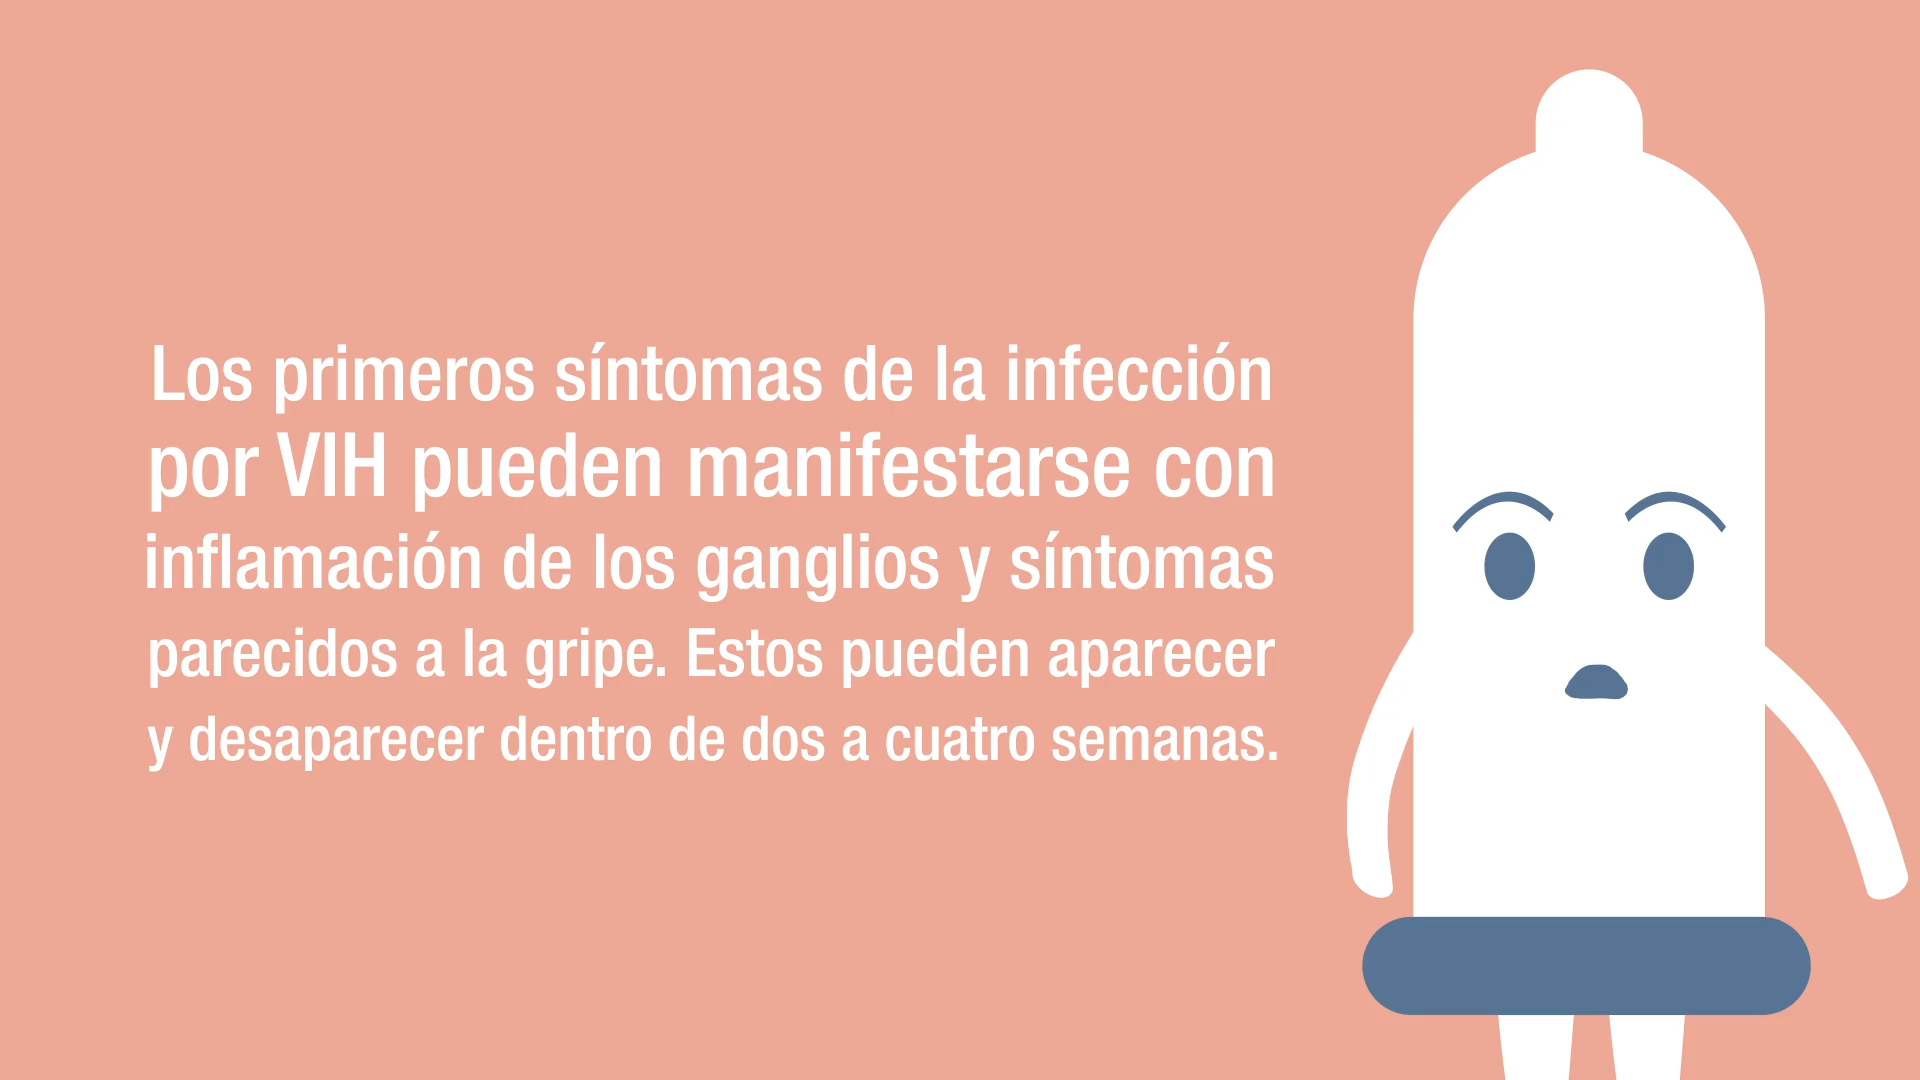 Los primeros síntomas de la infección
por VIH pueden manifestarse con
inflamación de los ganglios y síntomas
parecidos a la gripe. Estos pueden aparecer
y desaparecer dentro de dos a cuatro semanas.